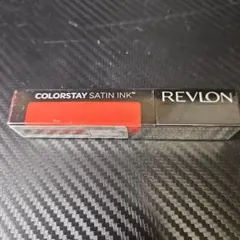 COLORSTAY SATIN INK™ REVLON